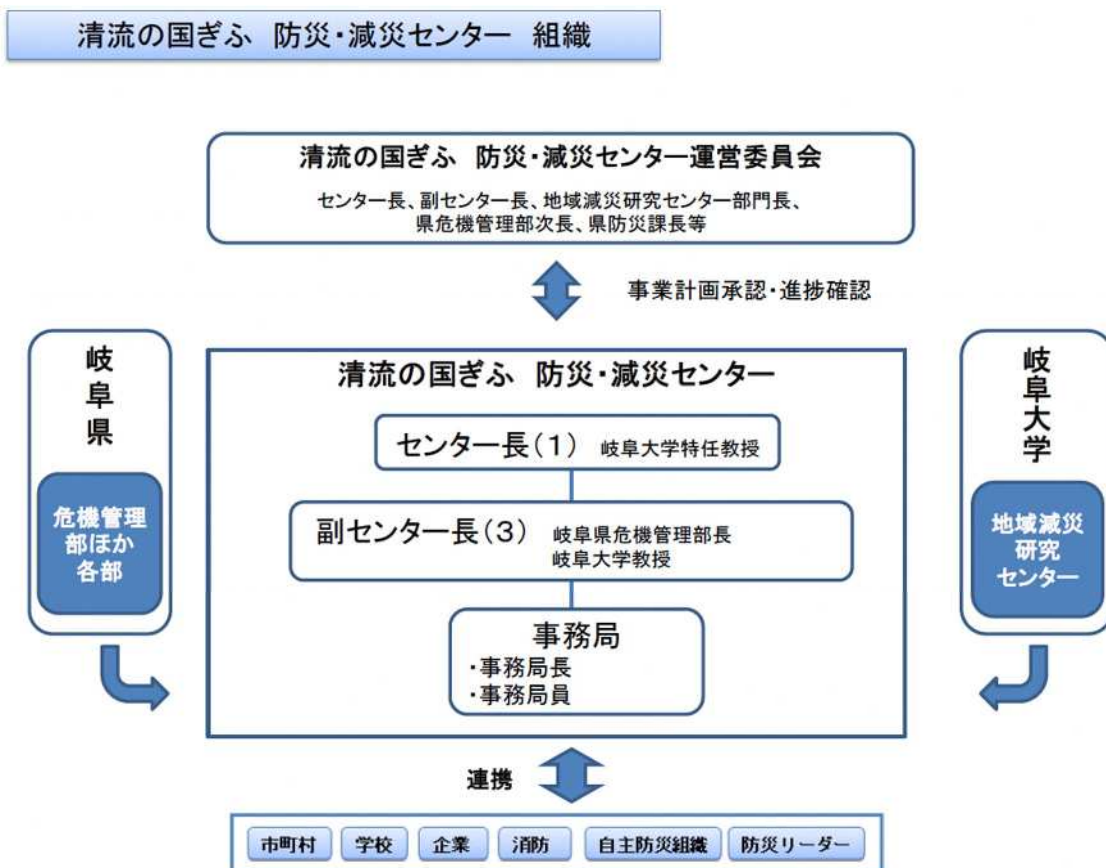 清流の国ぎふ 防災・減災センター 組織
清流の国ぎふ 防災・減災センター運営委員会
センター長、副センター長、地域減災研究センター部門長、
県危機管理部次長、県防災課長等
事業計画承認・進捗確認
岐阜県
危機管理
部ほか
各部
清流の国ぎふ 防災・減災センター
センター長(1) 岐阜大学特任教授
副センター長(3) 岐阜県危機管理部長
岐阜大学教授
事務局
・事務局長
・事務局員
岐阜大学
地域減災
研究
センター
連携
市町村 学校 企業 消防 自主防災組織 防災リーダー